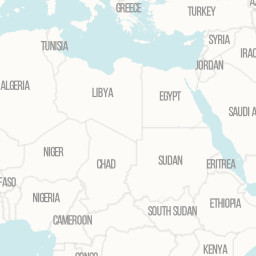 GREECE
TURKEY
TUNISIA
SYRIA
IRAQ
JORDAN
ALGERIA
LIBYA
EGYPT
SAUDI A
NIGER
CHAD
SUDAN
ERITREA
FASO
NIGERIA
ETHIOPIA
SOUTH SUDAN
CAMEROON
KENYA
CONGO